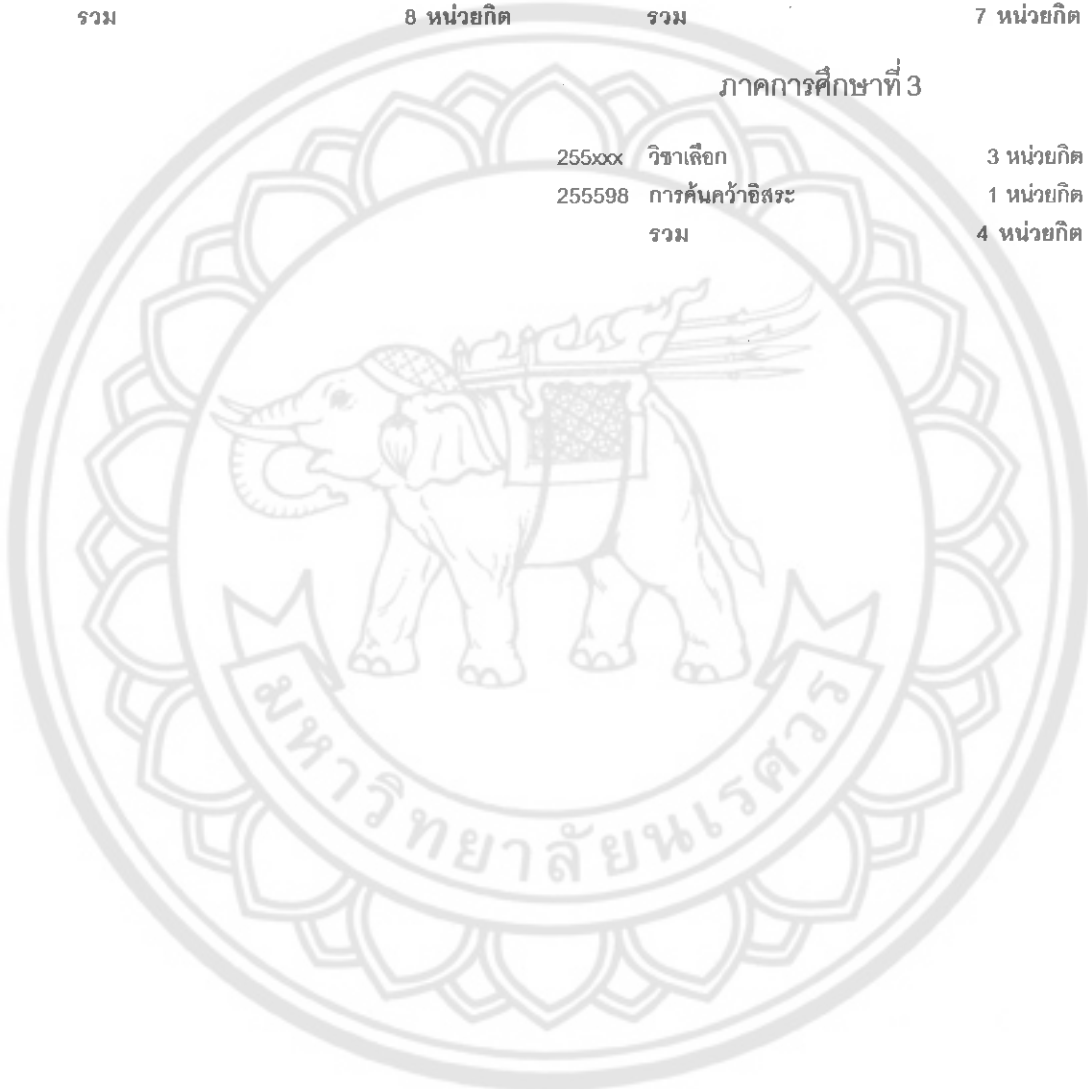 รวม 8 หน่วยกิต รวม 7 หน่วยกิต
ภาคการศึกษาที่ 3
255xxx วิชาเลือก 3 หน่วยกิต
255598 การค้นคว้าอิสระ 1 หน่วยกิต
รวม 4 หน่วยกิต
มหาวิทยาลัยนเรศวร